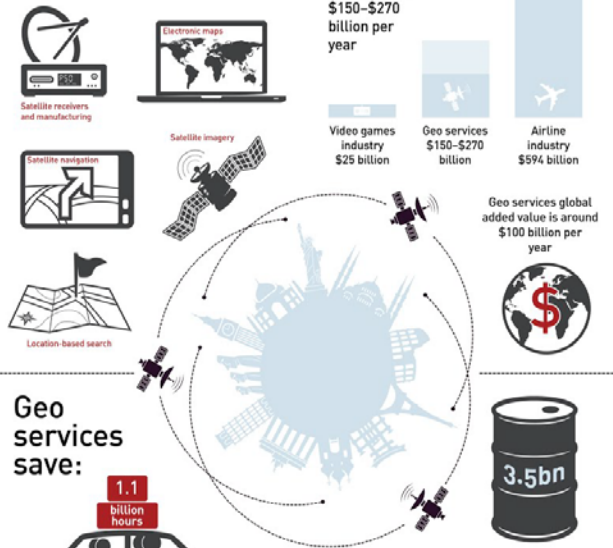 $150–$270
billion per
year
Electronic maps
PSO
Satellite receivers
and manufacturing
Video games
industry
$25 billion
Geo services
$150–$270
billion
Airline
industry
$594 billion
Satellite imagery
Satellite navigation
Geo services global
added value is around
$100 billion per
year
$
Location-based search
Geo
services
save:
1.1
billion
hours
3.5bn